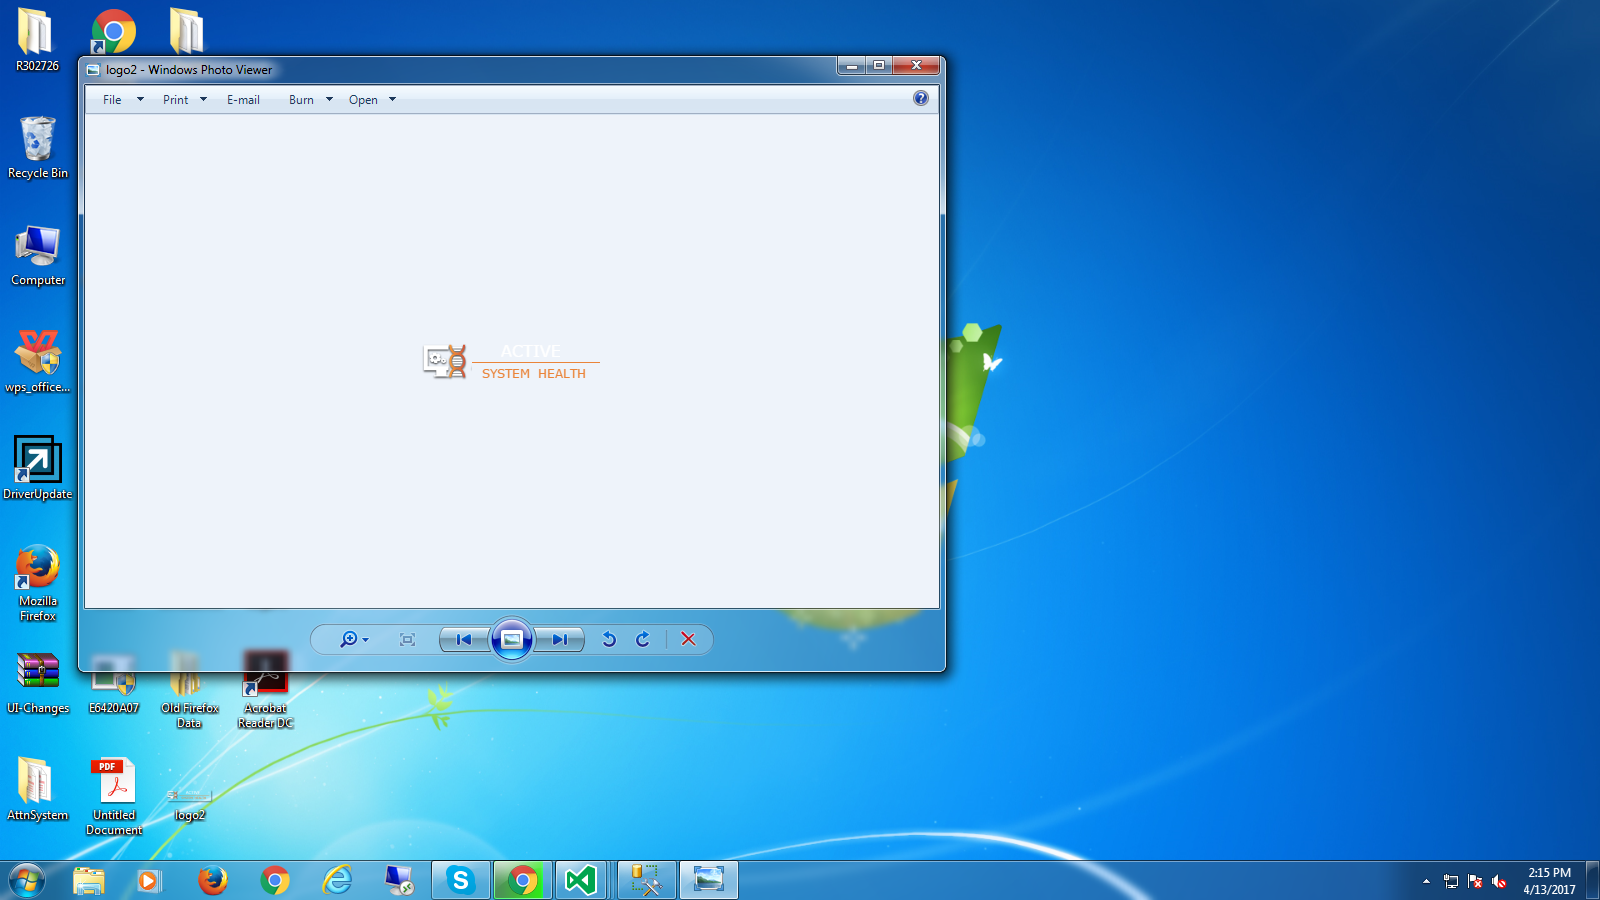 R302726
logo2 - Windows Photo Viewer
File Print E-mail Burn Open
ACTIVE
SYSTEM HEALTH
Recycle Bin
Computer
wps_office...
DriverUpdate
Mozilla
Firefox
UI-Changes
E6420A07
Old Firefox
Data
Acrobat
Reader DC
AttnSystem
PDF
Untitled
Document
logo2
2:15 PM
4/13/2017